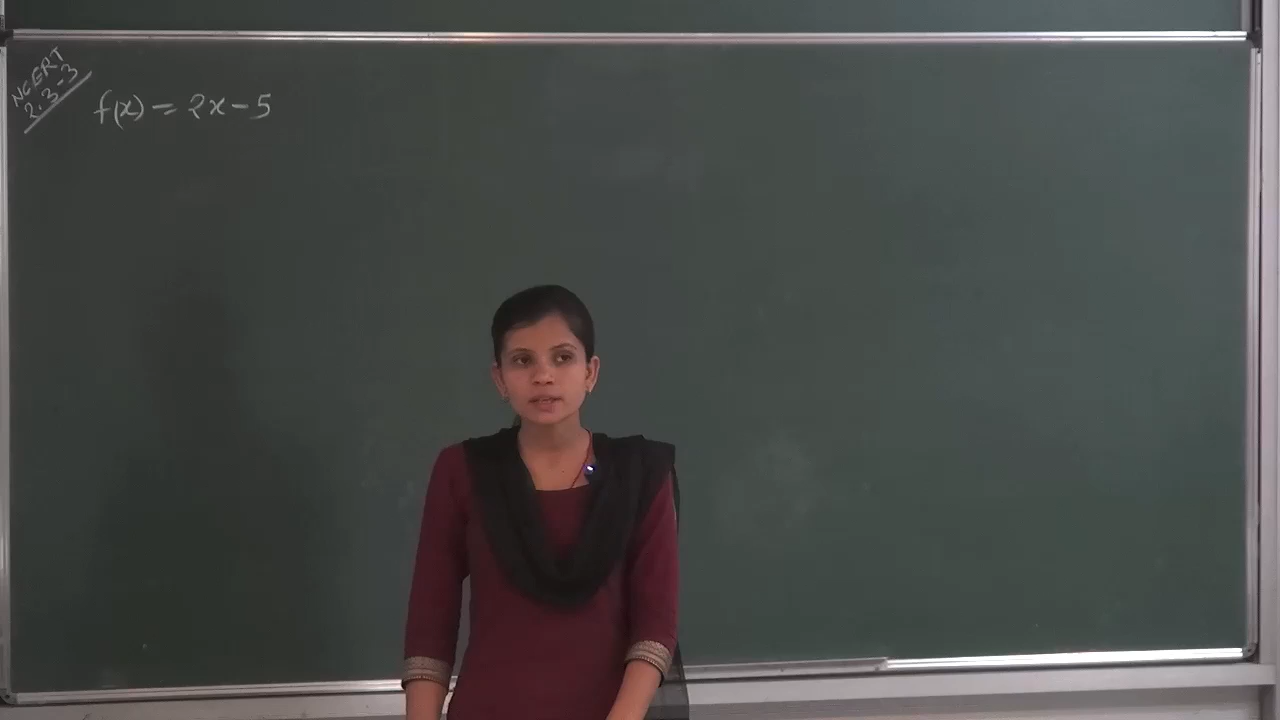 NCERT
2.3-3
f(x) = 2x - 5